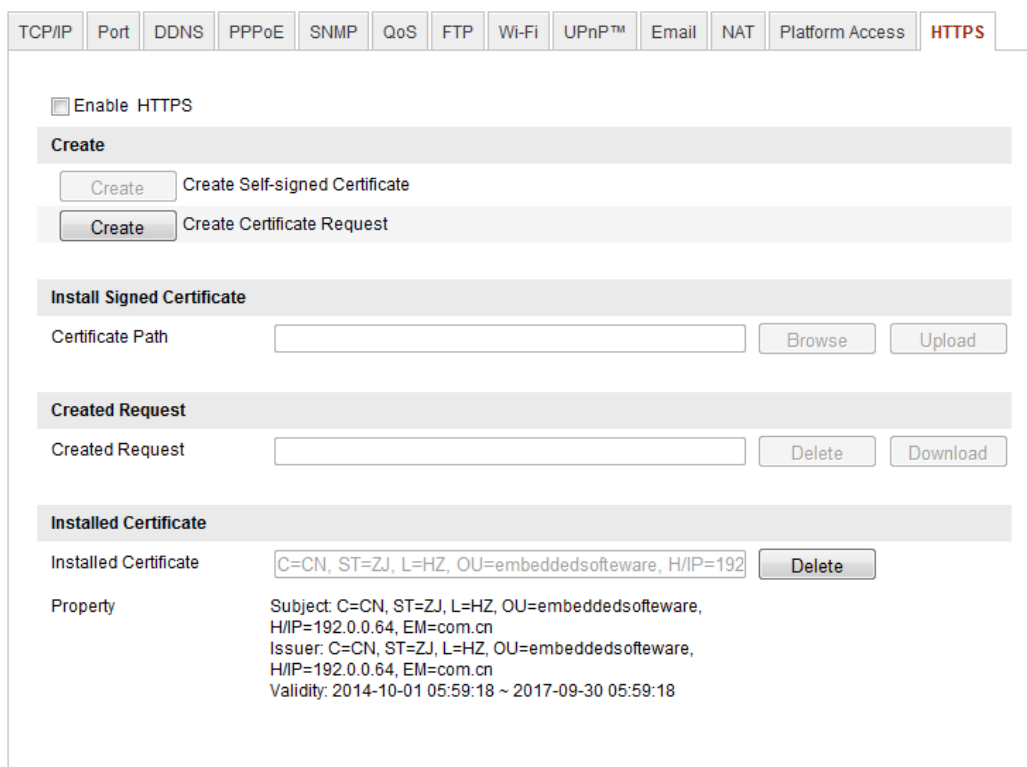 TCP/IP Port DDNS PPPoE SNMP QoS FTP Wi-Fi UPnP™ Email NAT Platform Access HTTPS
Enable HTTPS
Create
Create Create Self-signed Certificate
Create Create Certificate Request
Install Signed Certificate
Certificate Path Browse Upload
Created Request
Created Request Delete Download
Installed Certificate
Installed Certificate C=CN, ST=ZJ, L=HZ, OU=embeddedsofteware, H/IP=192 Delete
Property Subject: C=CN, ST=ZJ, L=HZ, OU=embeddedsofteware,
H/IP=192.0.0.64, EM=com.cn
Issuer: C=CN, ST=ZJ, L=HZ, OU=embeddedsofteware,
H/IP=192.0.0.64, EM=com.cn
Validity: 2014-10-01 05:59:18 ~ 2017-09-30 05:59:18